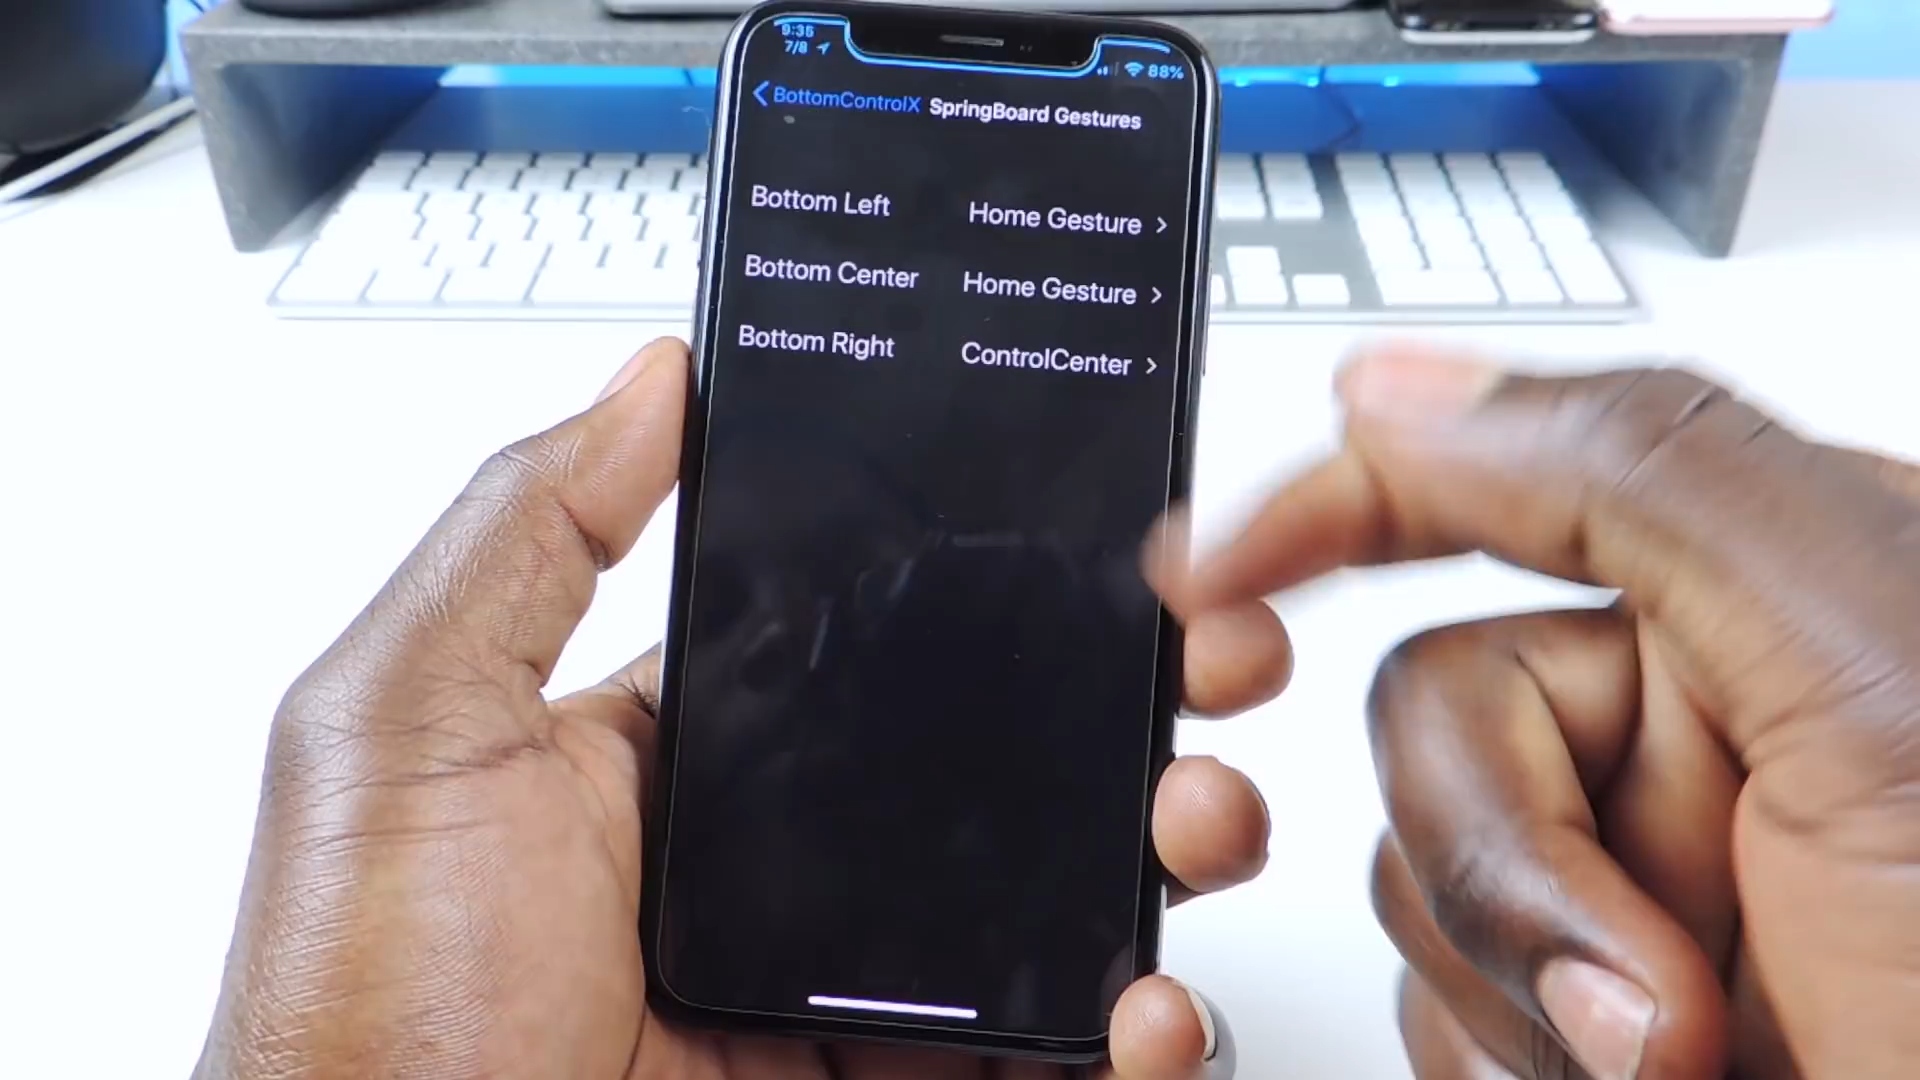 9:35
7/8
88%
BottomControlX SpringBoard Gestures
Bottom Left Home Gesture
Bottom Center Home Gesture
Bottom Right ControlCenter